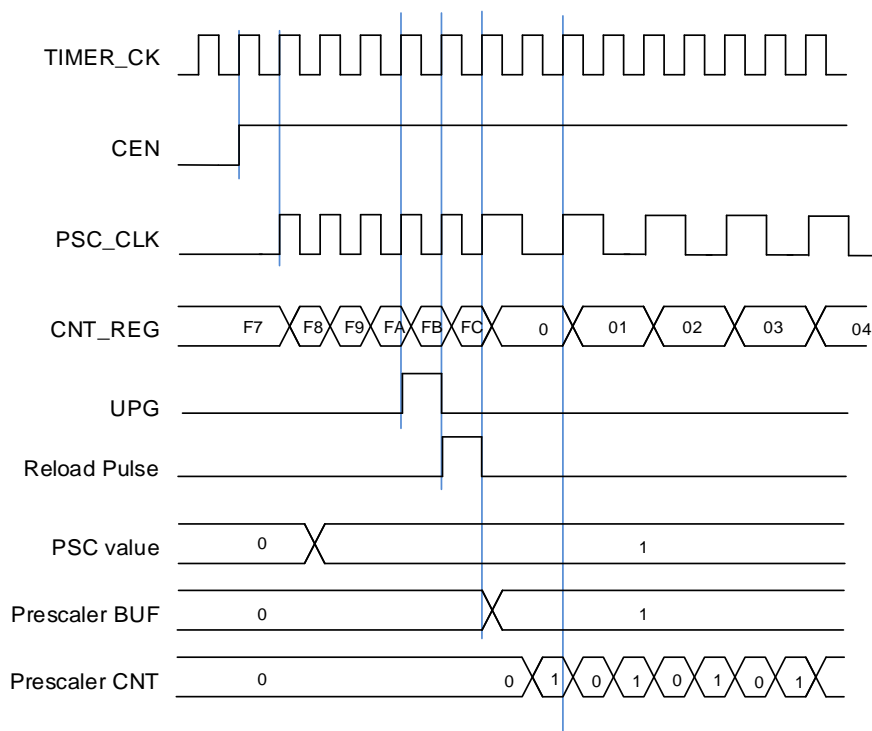 TIMER_CK
CEN
PSC_CLK
CNT_REG F7 F8 F9 FA FB FC 0 01 02 03 04
UPG
Reload Pulse
PSC value 0 1
Prescaler BUF 0 1
Prescaler CNT 0 0 1 0 1 0 1 0 1